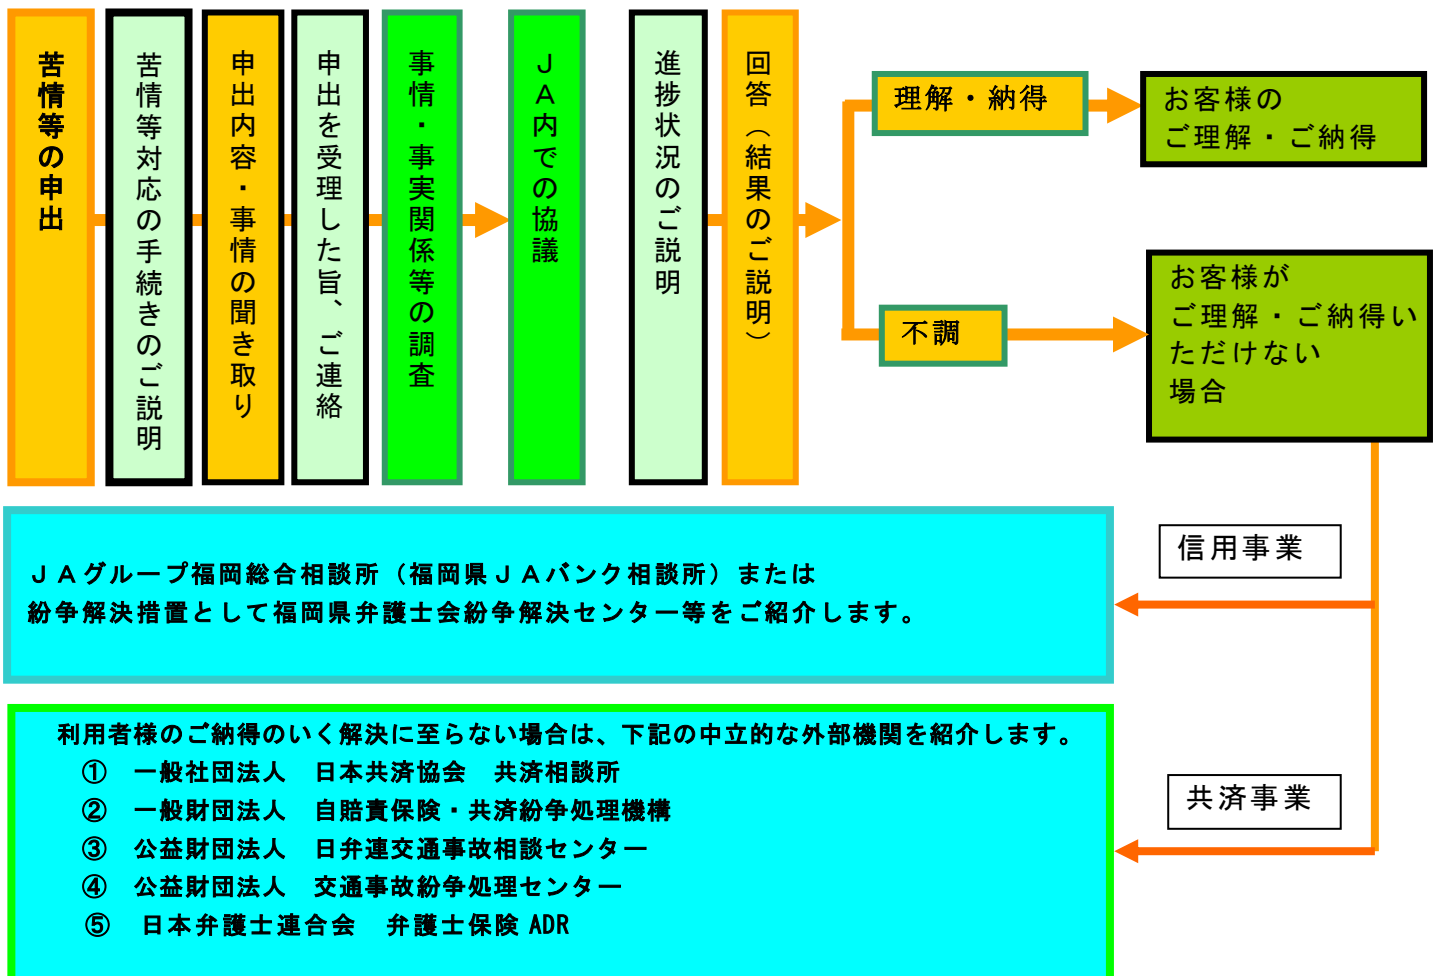 苦情等の申出
苦情等対応の手続きのご説明
申出内容・事情の聞き取り
申出を受理した旨、ご連絡
事情・事実関係等の調査
ＪＡ内での協議
進捗状況のご説明
回答（結果のご説明）
理解・納得
お客様の
ご理解・ご納得
不調
お客様が
ご理解・ご納得い
ただけない
場合
信用事業
ＪＡグループ福岡総合相談所（福岡県ＪＡバンク相談所）または
紛争解決措置として福岡県弁護士会紛争解決センター等をご紹介します。
共済事業
利用者様のご納得のいく解決に至らない場合は、下記の中立的な外部機関を紹介します。
①　一般社団法人　日本共済協会　共済相談所
②　一般財団法人　自賠責保険・共済紛争処理機構
③　公益財団法人　日弁連交通事故相談センター
④　公益財団法人　交通事故紛争処理センター
⑤　日本弁護士連合会　弁護士保険 ADR